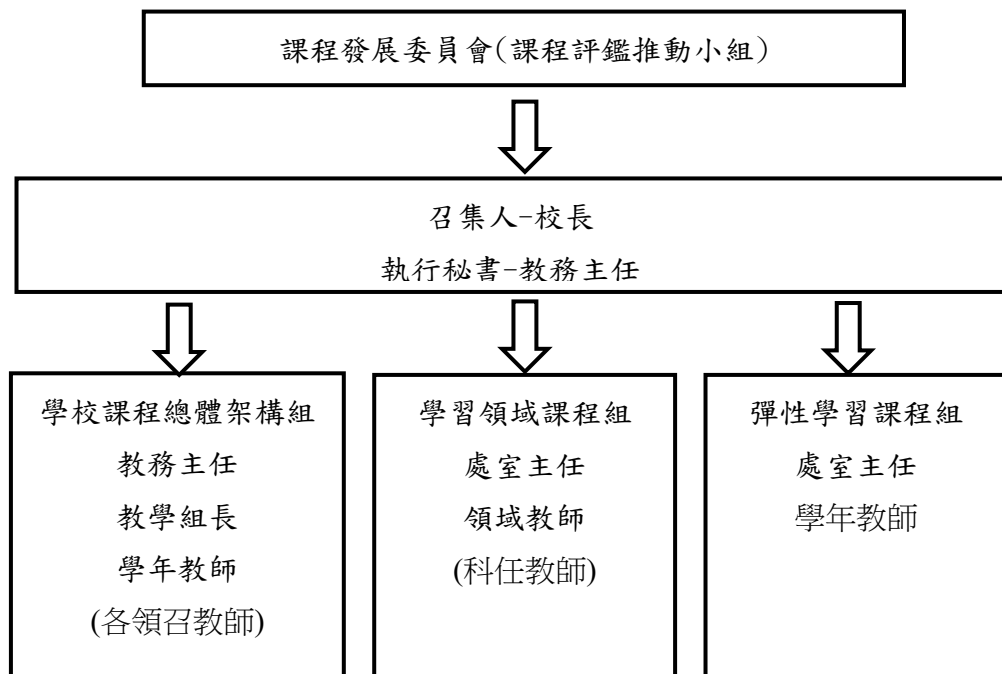 課程發展委員會(課程評鑑推動小組)
召集人-校長
執行秘書-教務主任
學校課程總體架構組
教務主任
教學組長
學年教師
(各領召教師)
學習領域課程組
處室主任
領域教師
(科任教師)
彈性學習課程組
處室主任
學年教師